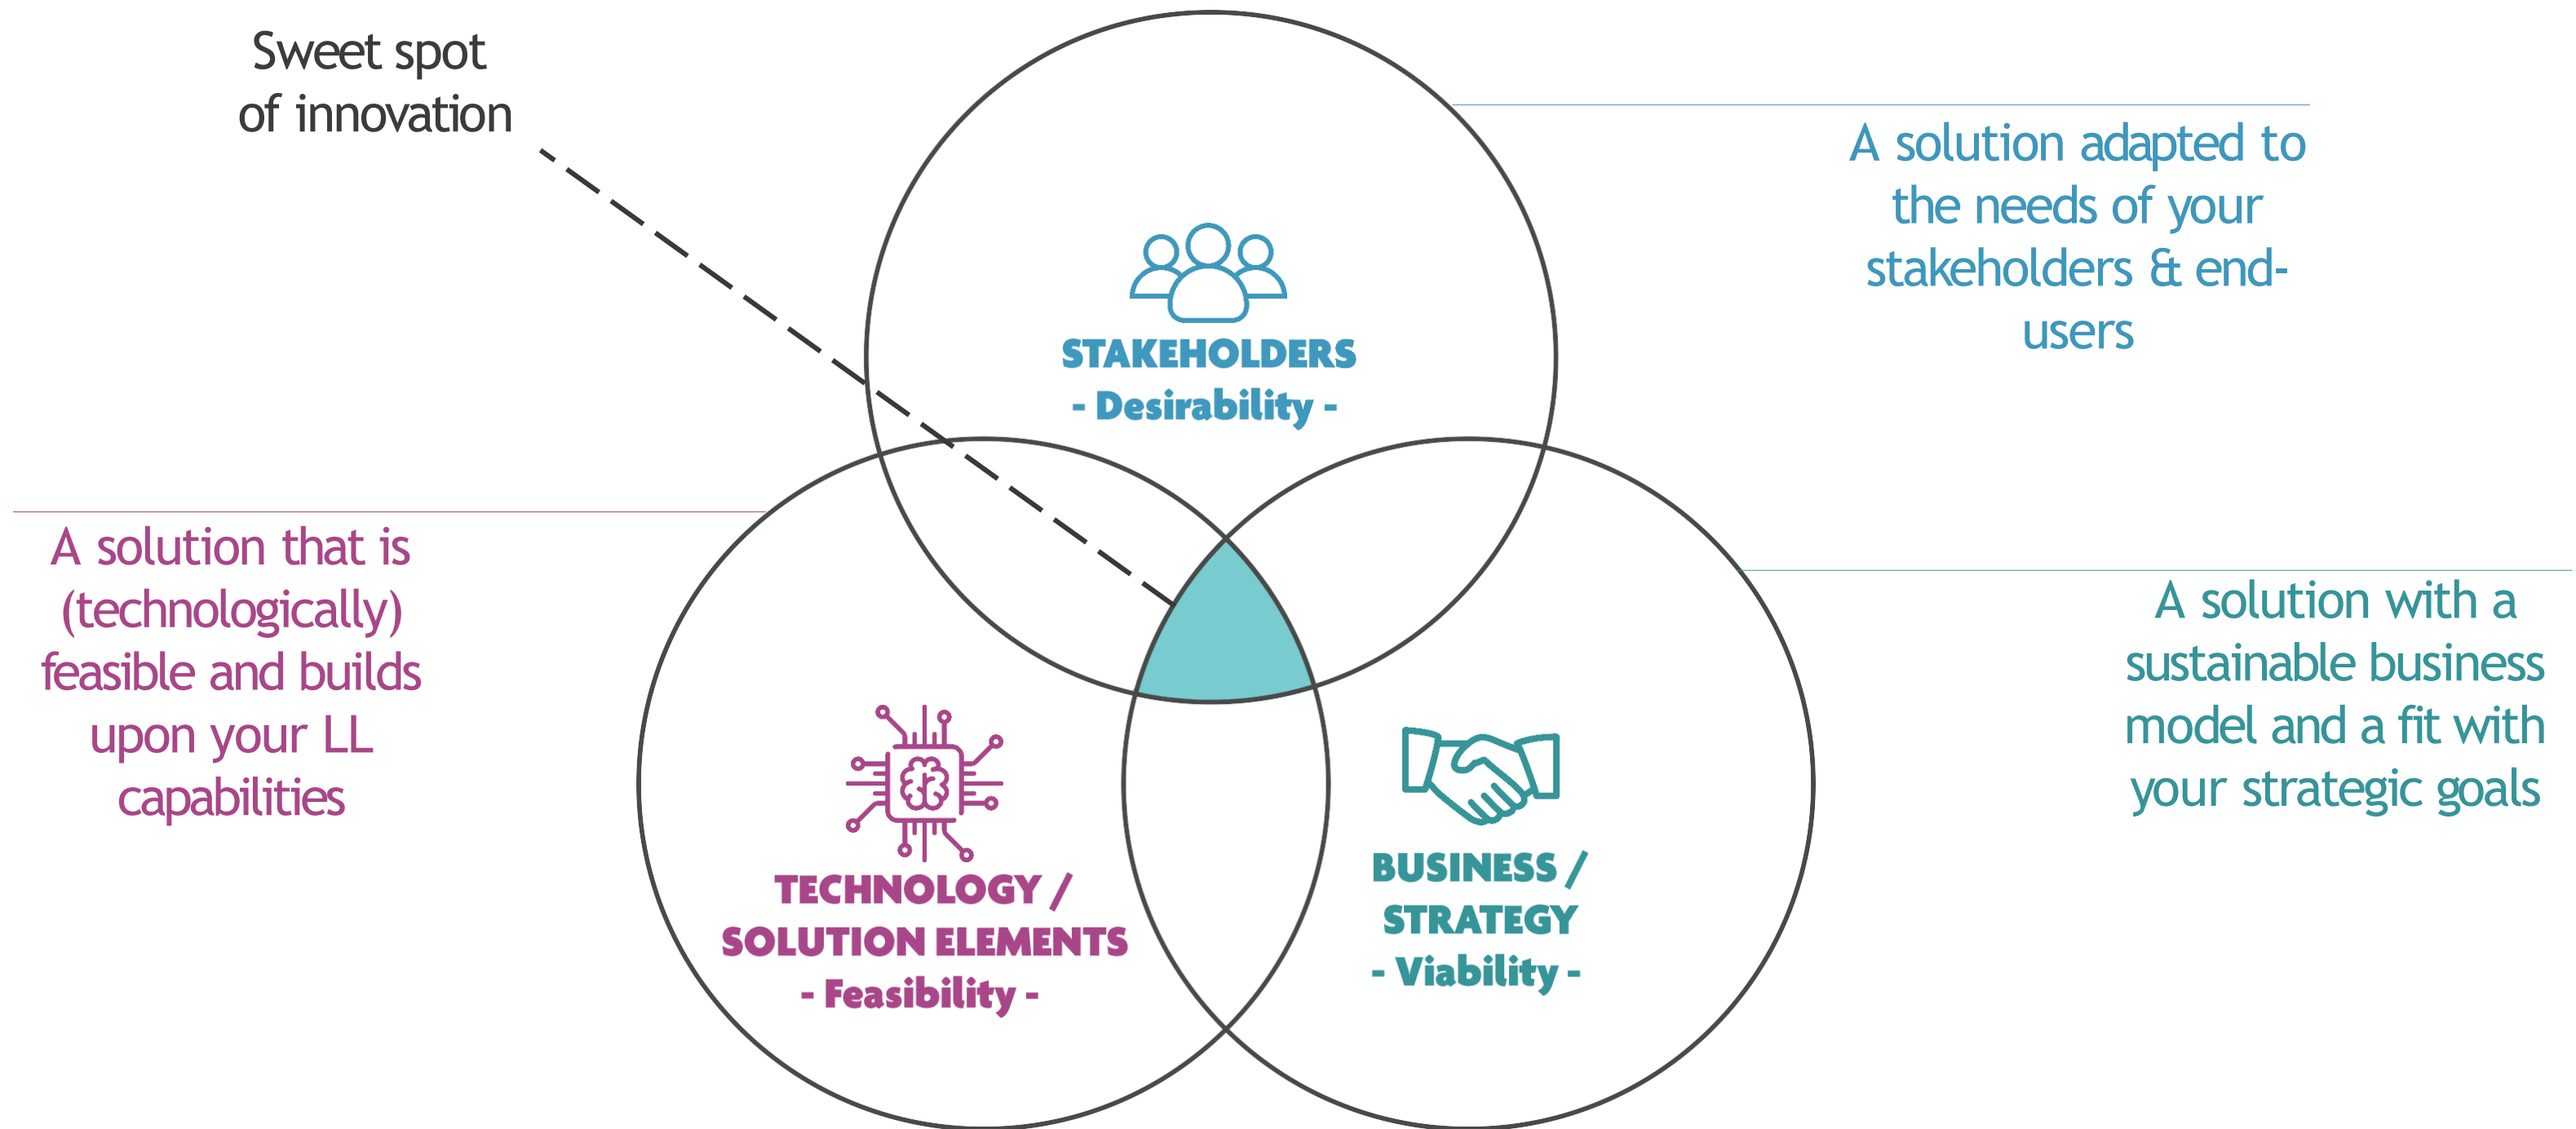 Sweet spot
of innovation
A solution adapted to
the needs of your
stakeholders & end-
users
STAKEHOLDERS
- Desirability -
A solution that is
(technologically)
feasible and builds
upon your LL
capabilities
A solution with a
sustainable business
model and a fit with
your strategic goals
TECHNOLOGY /
SOLUTION ELEMENTS
- Feasibility -
BUSINESS /
STRATEGY
- Viability -